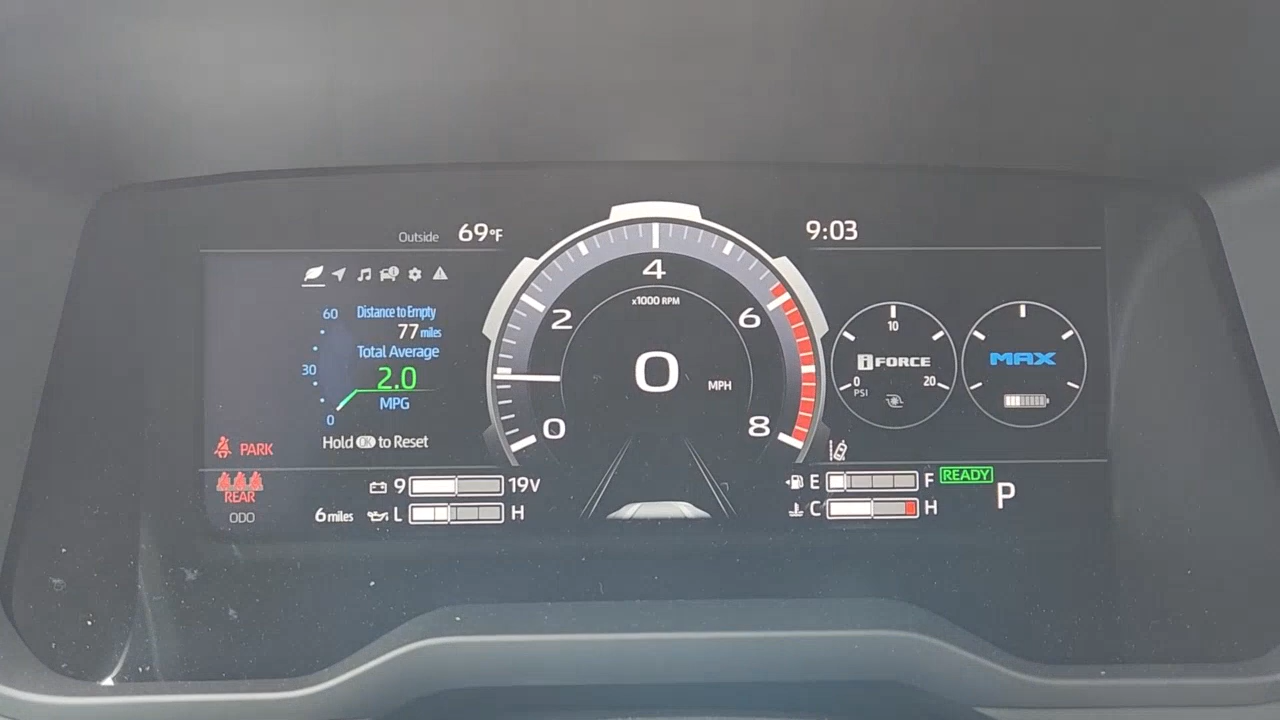 Outside 69°F
9:03
60 Distance to Empty
77 miles
Total Average
30 2.0
MPG
0
Hold OK to Reset
PARK
REAR
ODO
6 miles
9 19V
L H
0
2
4
6
8
x1000 RPM
0 MPH
10
iFORCE
0 20
PSI
MAX
E F
C H
READY
P